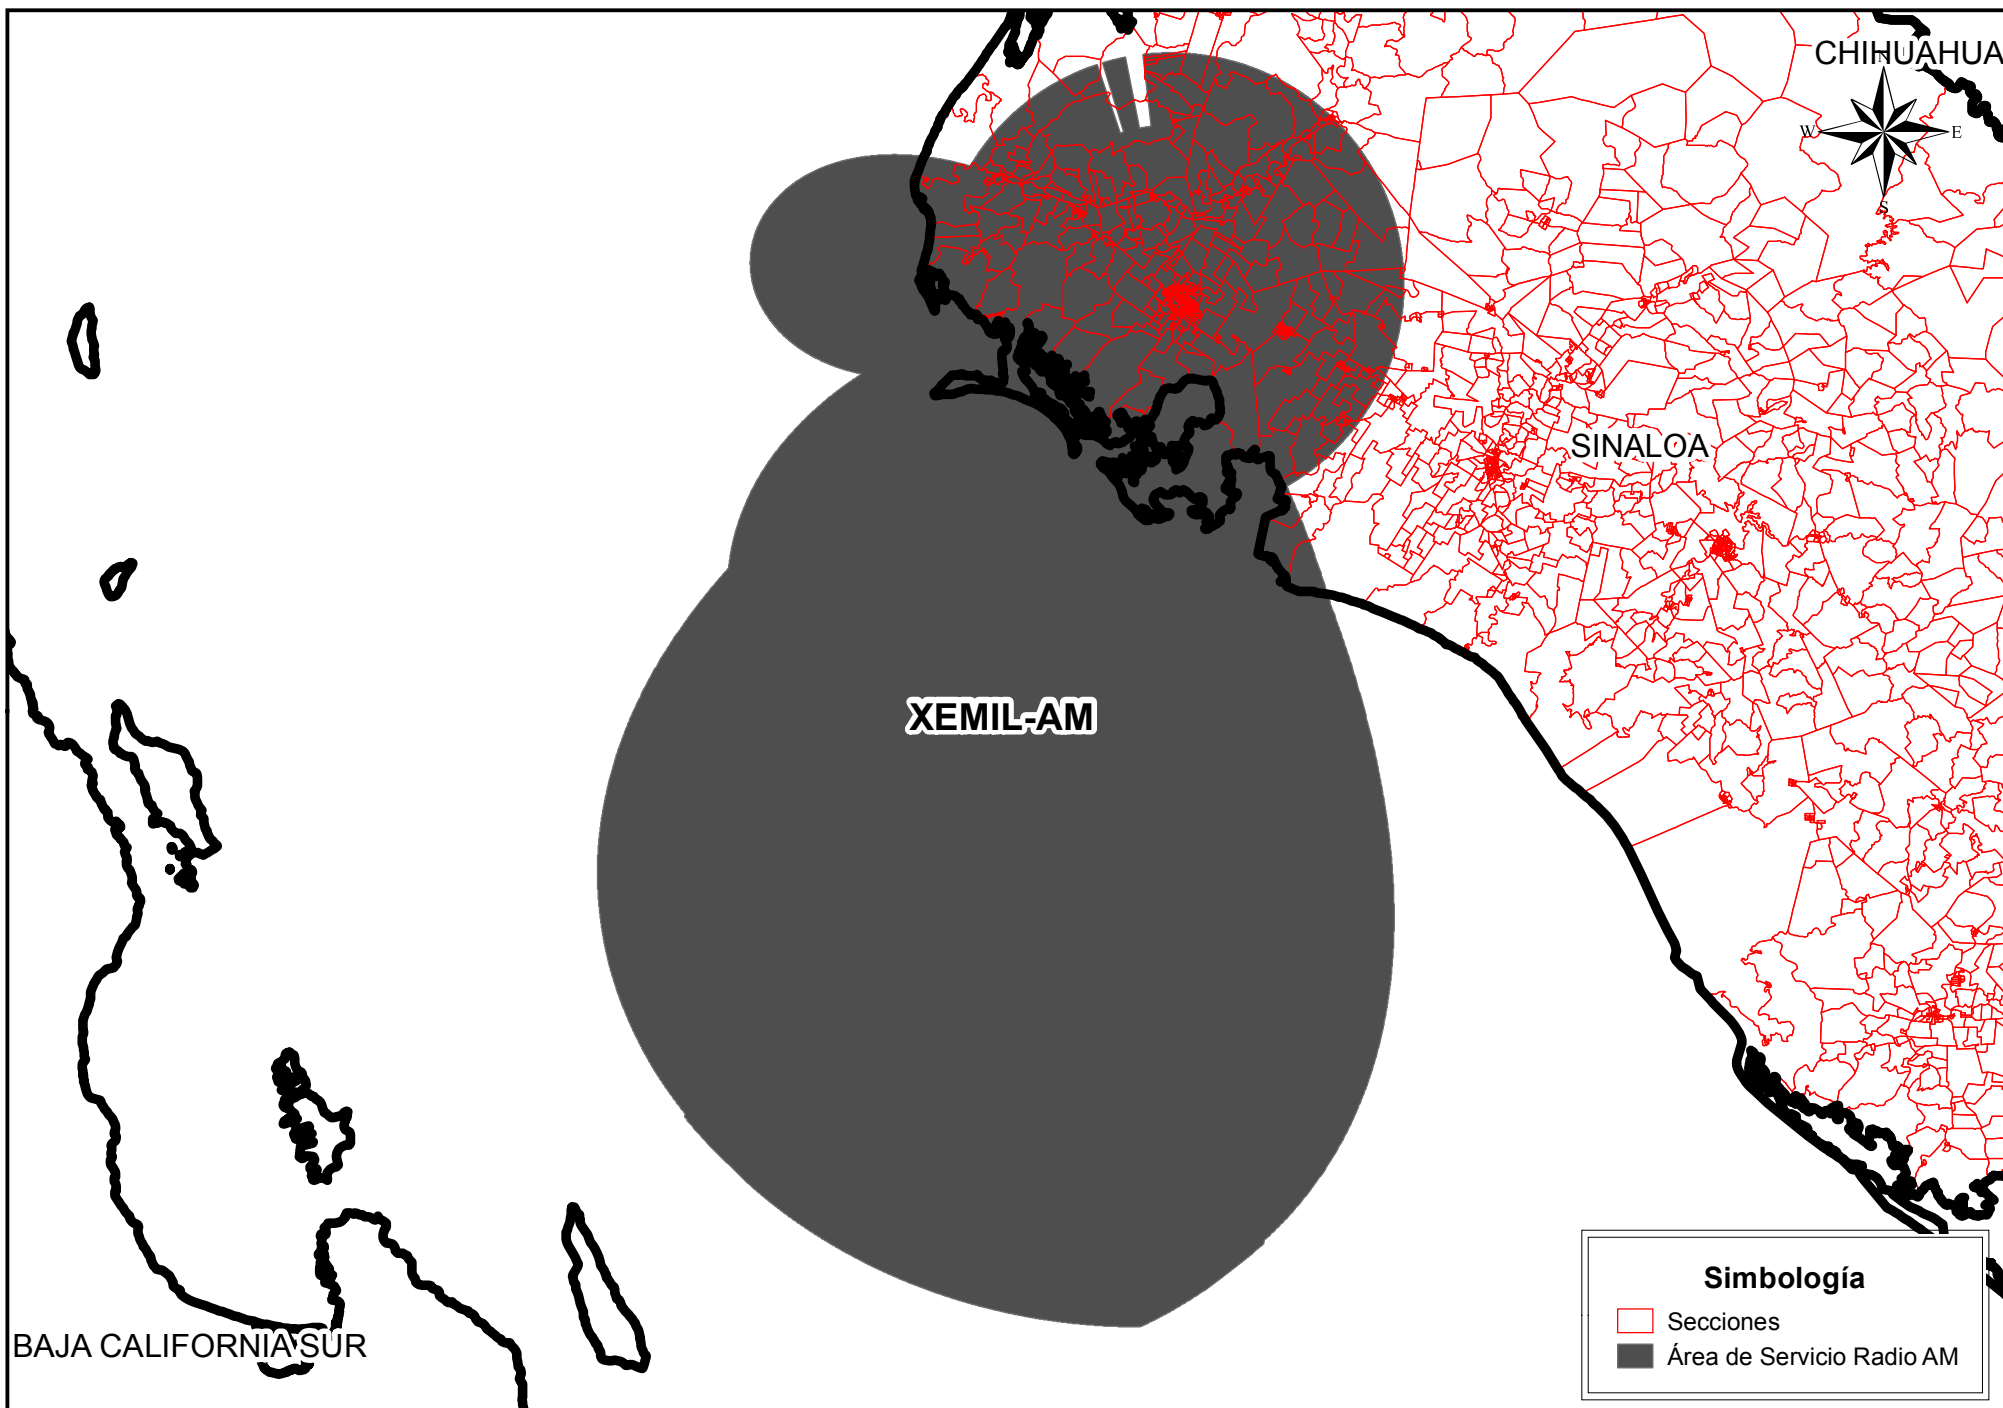 CHIHUAHUA
N
W
E
S
SINALOA
XEMIL-AM
BAJA CALIFORNIA SUR
Simbología
Secciones
Área de Servicio Radio AM